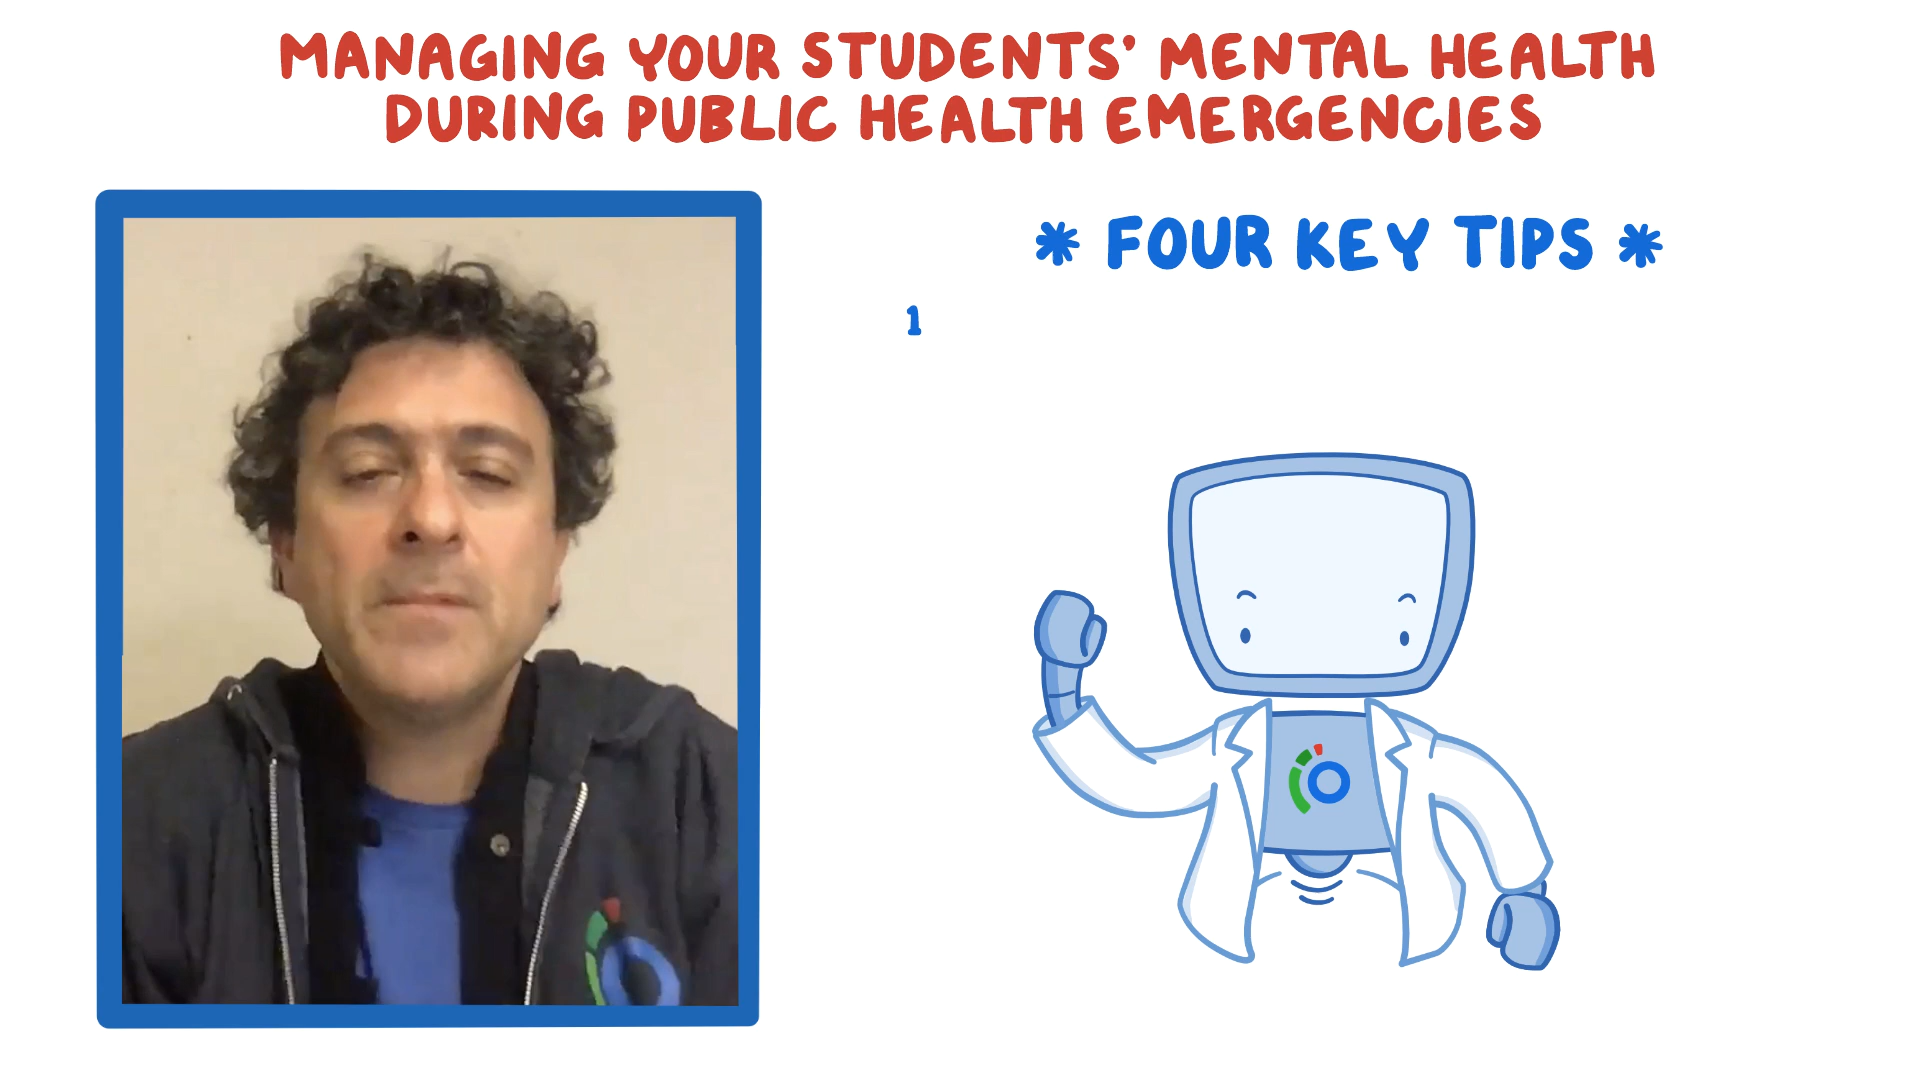 MANAGING YOUR STUDENTS' MENTAL HEALTH
DURING PUBLIC HEALTH EMERGENCIES
* FOUR KEY TIPS *
1